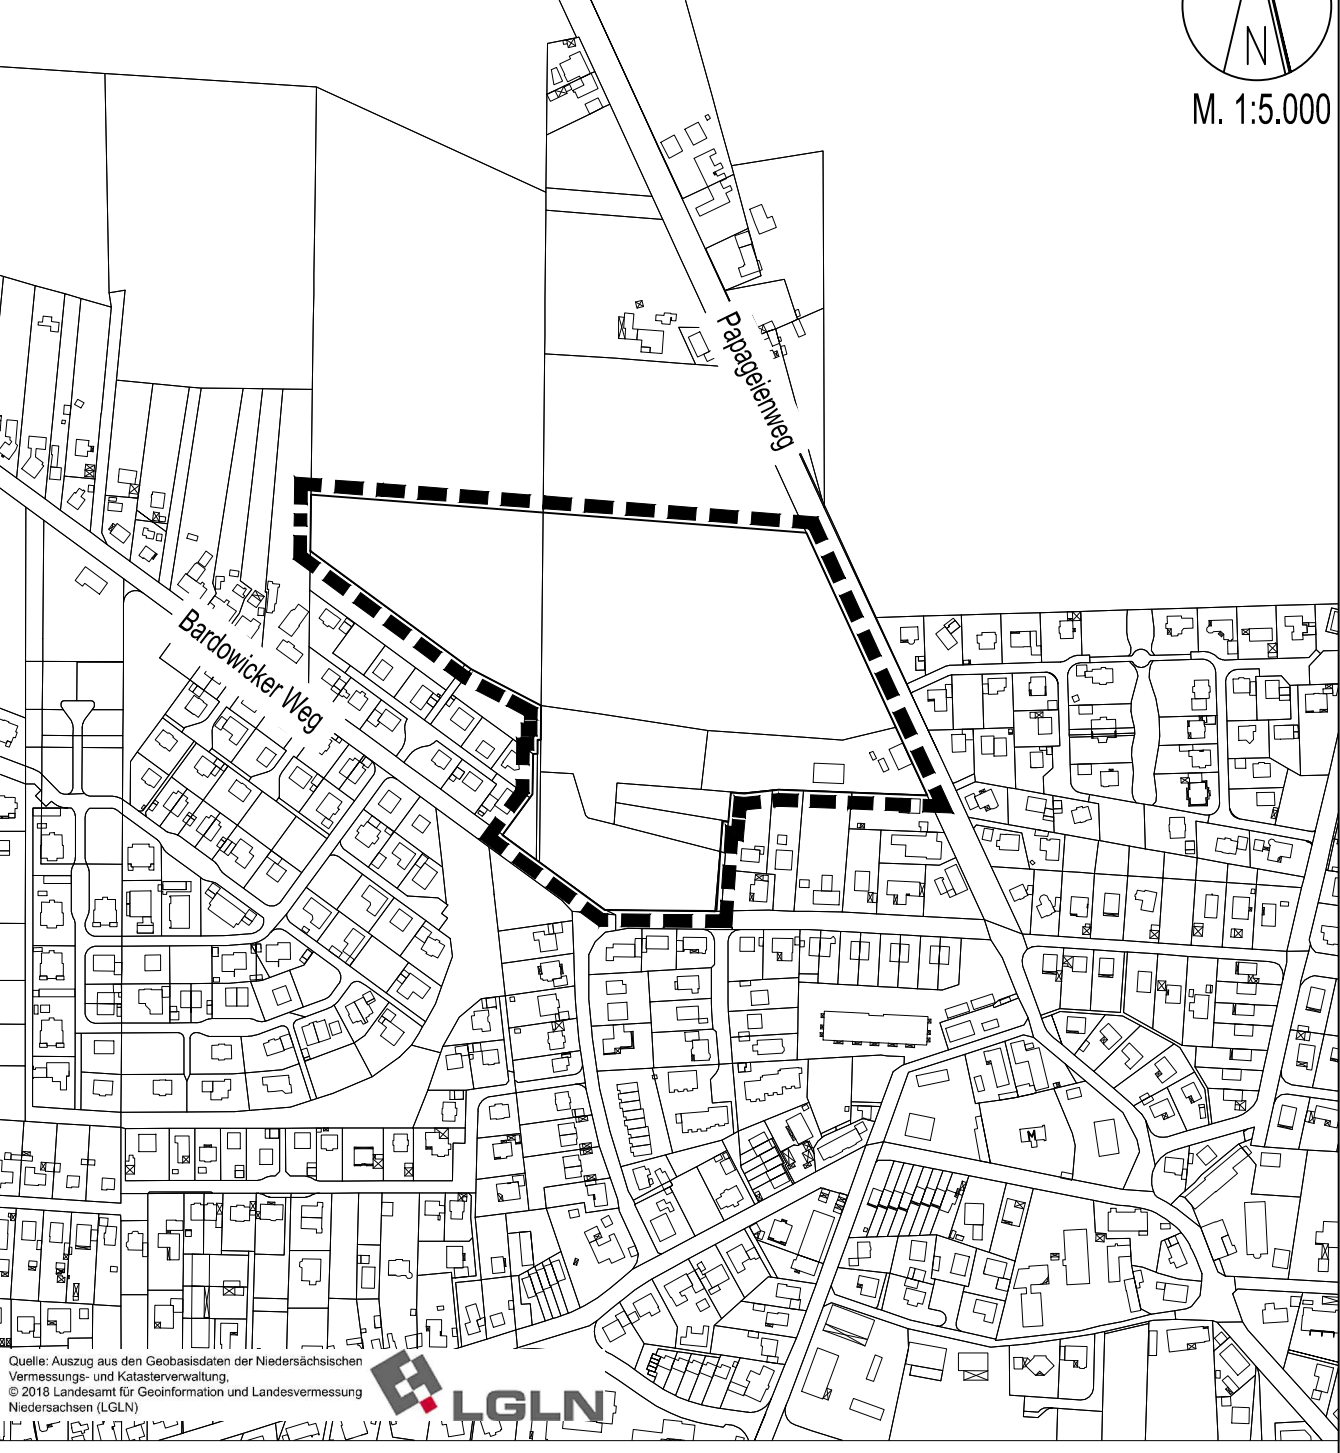 N
M. 1:5.000
Papageienweg
Bardowicker Weg
M
Quelle: Auszug aus den Geobasisdaten der Niedersächsischen
Vermessungs- und Katasterverwaltung,
© 2018 Landesamt für Geoinformation und Landesvermessung
Niedersachsen (LGLN)
LGLN